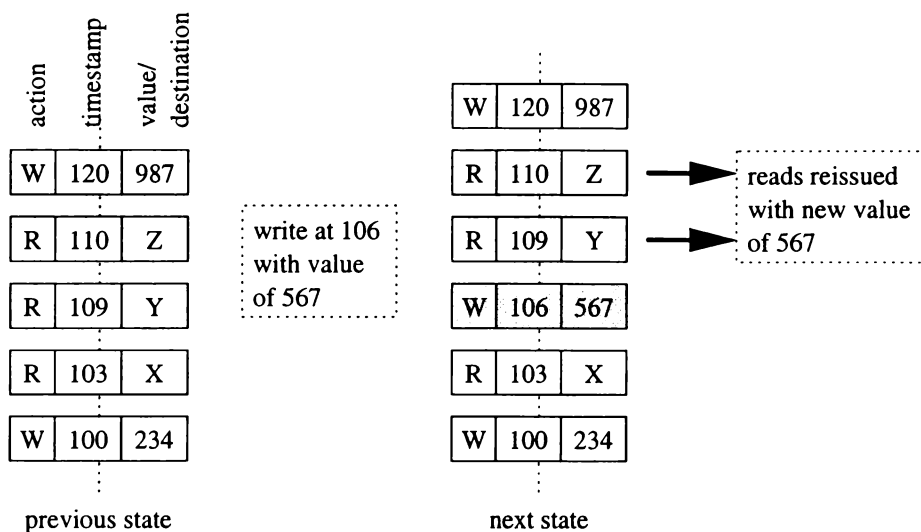 action
timestamp
value/
destination
W 120 987
R 110 Z
R 109 Y
R 103 X
W 100 234
previous state
write at 106
with value
of 567
W 120 987
R 110 Z
R 109 Y
W 106 567
R 103 X
W 100 234
next state
reads reissued
with new value
of 567